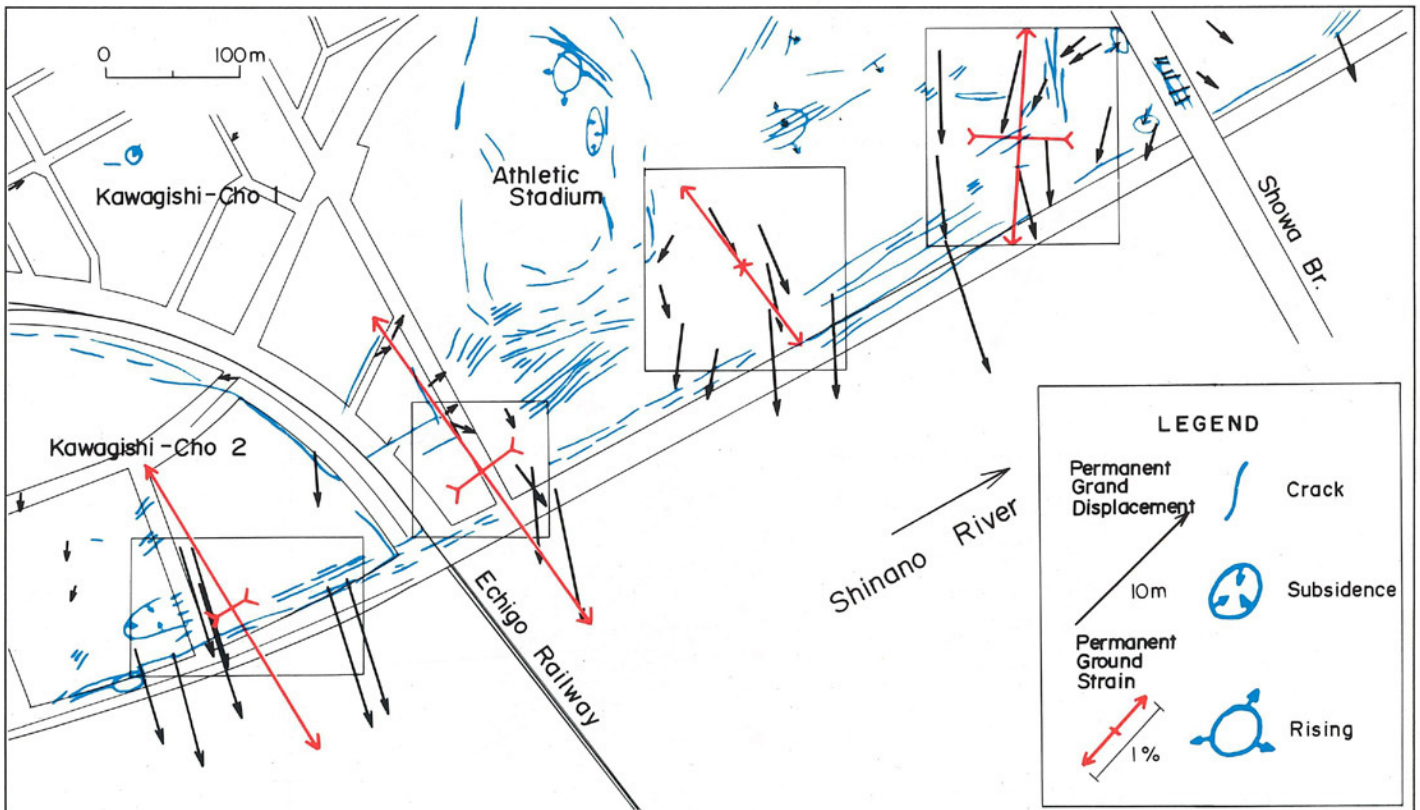 0 100m
Kawagishi-Cho 1
Athletic
Stadium
Showa Br.
Kawagishi-Cho 2
Echigo Railway
Shinano River
LEGEND
Permanent
Grand
Displacement
10m
Crack
Subsidence
Permanent
Ground
Strain
1%
Rising